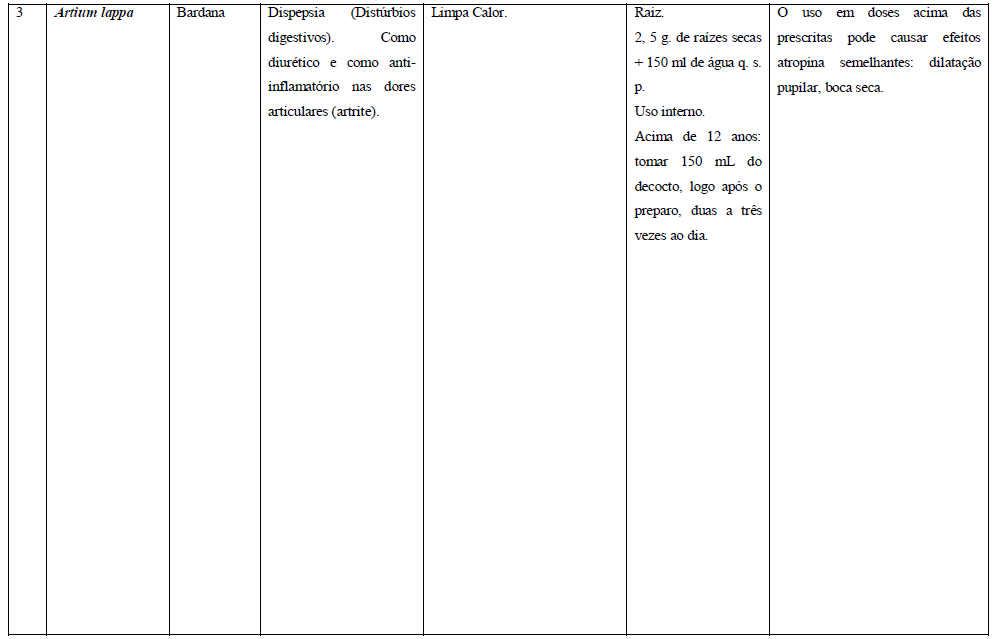 3
Artium lappa
Bardana
Dispepsia (Distúrbios
digestivos). Como
diurético e como anti-
inflamatório nas dores
articulares (artrite).
Limpa Calor.
Raiz.
2, 5 g. de raízes secas
+ 150 ml de água q. s.
p.
Uso interno.
Acima de 12 anos:
tomar 150 mL do
decocto, logo após o
preparo, duas a três
vezes ao dia.
O uso em doses acima das
prescritas pode causar efeitos
atropina semelhantes: dilatação
pupilar, boca seca.